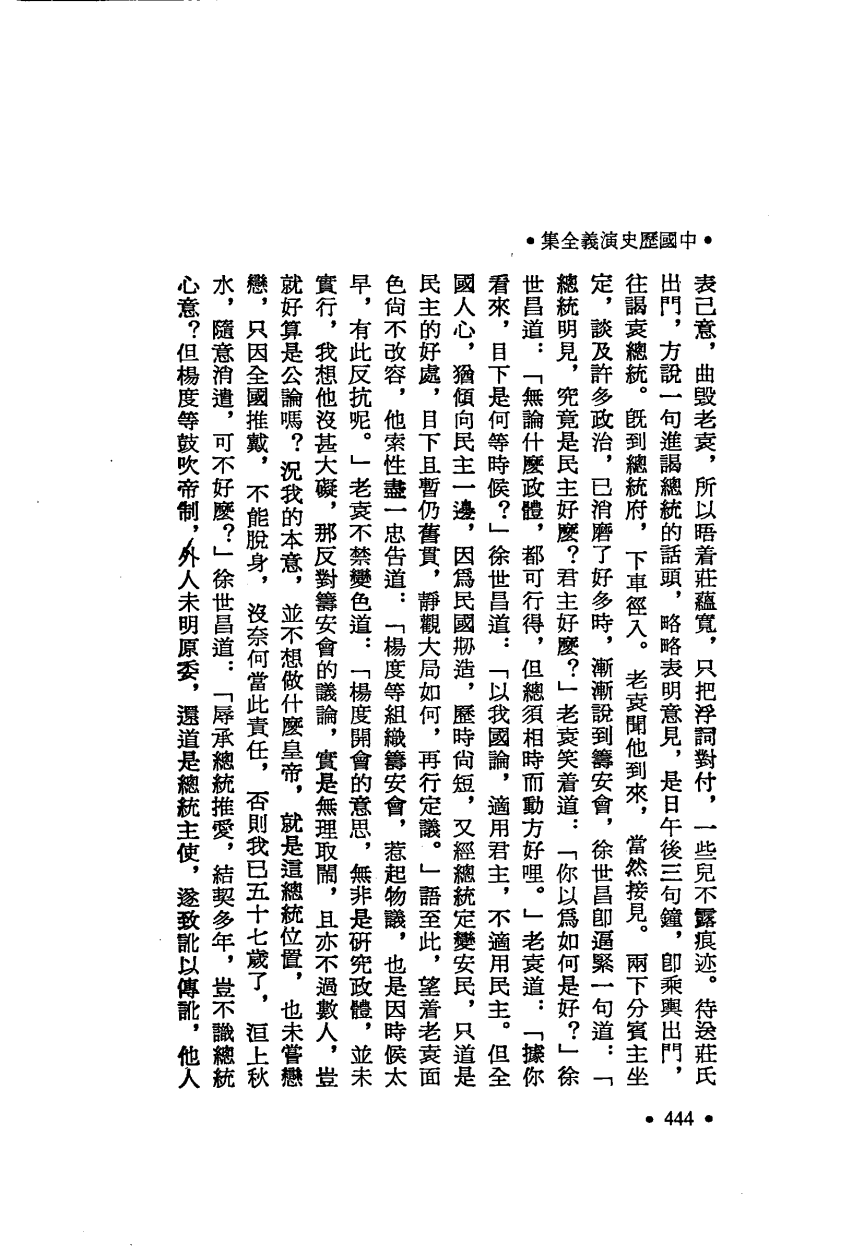 •中國歷史演義全集•
表己意，曲毀老袁，所以晤着莊蘊寬，只把浮詞對付，一些兒不露痕迹。待送莊氏
出門，方說一句進謁總統的話頭，略略表明意見，是日午後三句鐘，卽乘輿出門，
往謁袁總統。旣到總統府，下車徑入。老袁聞他到來，當然接見。兩下分賓主坐
定，談及許多政治，已消磨了好多時，漸漸說到籌安會，徐世昌卽逼緊一句道：「
總統明見，究竟是民主好麼？君主好麼？」老袁笑着道：「你以爲如何是好？」徐
世昌道：「無論什麼政體，都可行得，但總須相時而動方好哩。」老袁道：「據你
看來，目下是何等時候？」徐世昌道：「以我國論，適用君主，不適用民主。但全
國人心，猶傾向民主一邊，因爲民國刱造，歷時尙短，又經總統定變安民，只道是
民主的好處，目下且暫仍舊貫，靜觀大局如何，再行定議。」語至此，望着老袁面
色尙不改容，他索性盡一忠告道：「楊度等組織籌安會，惹起物議，也是因時候太
早，有此反抗呢。」老袁不禁變色道：「楊度開會的意思，無非是硏究政體，並未
實行，我想他沒甚大礙，那反對籌安會的議論，實是無理取鬧，且亦不過數人，豈
就好算是公論嗎？況我的本意，並不想做什麼皇帝，就是這總統位置，也未嘗戀
戀，只因全國推戴，不能脫身，沒奈何當此責任，否則我已五十七歲了，洹上秋
水，隨意消遣，可不好麼？」徐世昌道：「辱承總統推愛，結契多年，豈不識總統
心意？但楊度等鼓吹帝制，外人未明原委，還道是總統主使，遂致訛以傳訛，他人
• 444 •